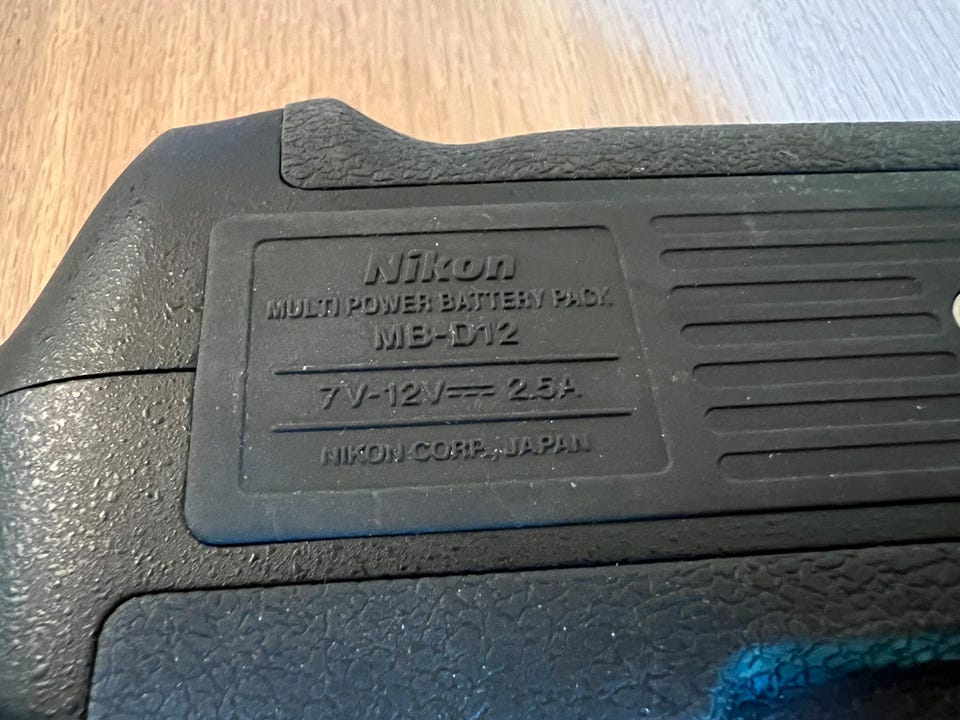 Nikon
MULTI POWER BATTERY PACK
MB-D12
7V-12V⎓ 2.5A
NIKON CORP., JAPAN